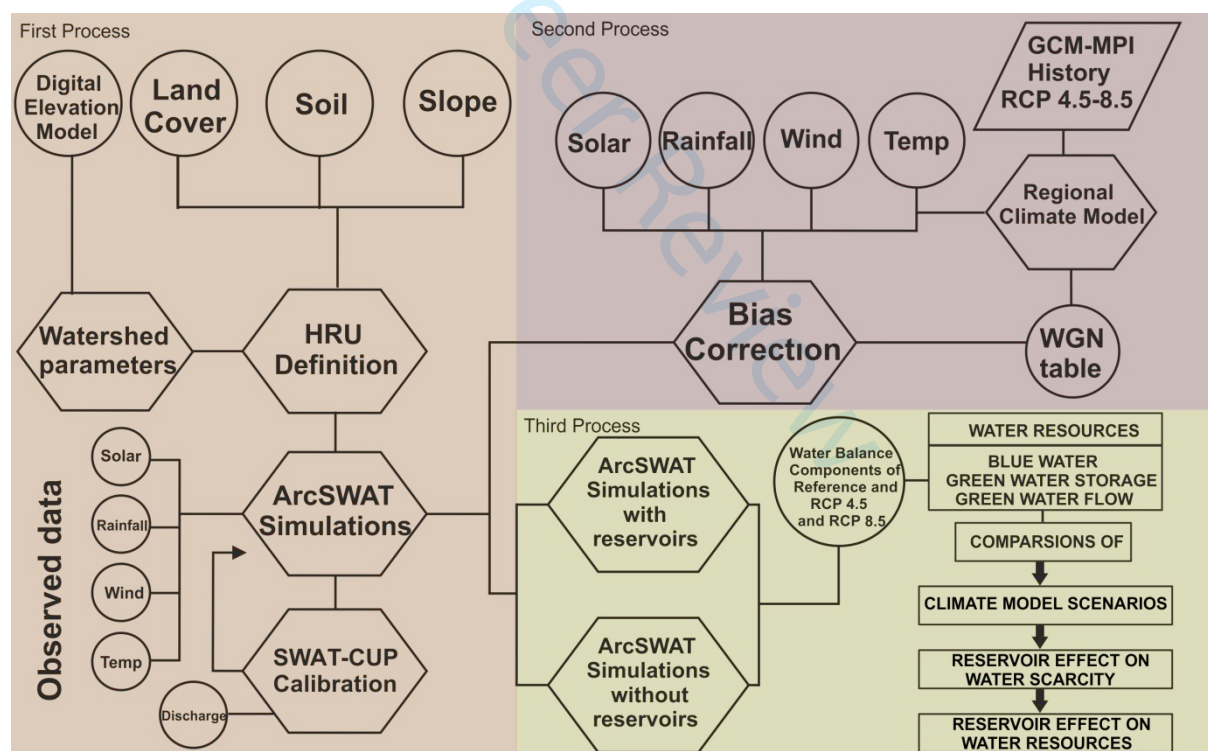 First Process
Digital
Elevation
Model
Land
Cover
Soil
Slope
Watershed
parameters
HRU
Definition
Observed data
Solar
Rainfall
Wind
Temp
ArcSWAT
Simulations
SWAT-CUP
Calibration
Discharge
Second Process
Solar
Rainfall
Wind
Temp
GCM-MPI
History
RCP 4.5-8.5
Regional
Climate Model
Bias
Correction
WGN
table
Third Process
ArcSWAT
Simulations
with
reservoirs
ArcSWAT
Simulations
without
reservoirs
Water Balance
Components of
Reference and
RCP 4.5
and RCP 8.5
WATER RESOURCES
BLUE WATER
GREEN WATER STORAGE
GREEN WATER FLOW
COMPARSIONS OF
CLIMATE MODEL SCENARIOS
RESERVOIR EFFECT ON
WATER SCARCITY
RESERVOIR EFFECT ON
WATER RESOURCES
eer Review